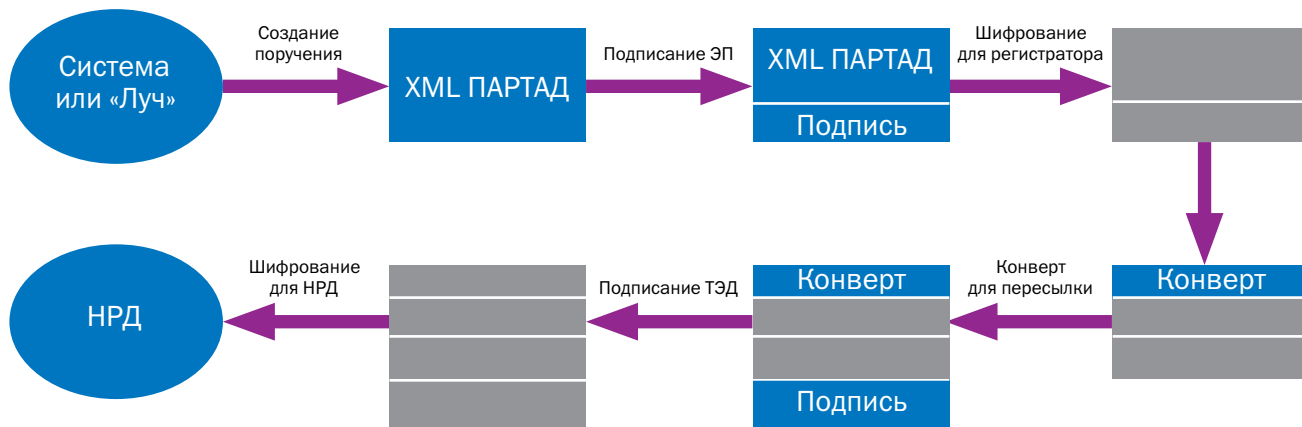 Система
или «Луч»
Создание
поручения
XML ПАРТАД
Подписание ЭП
XML ПАРТАД
Подпись
Шифрование
для регистратора
НРД
Шифрование
для НРД
Подписание ТЭД
Конверт
Подпись
Конверт
для пересылки
Конверт